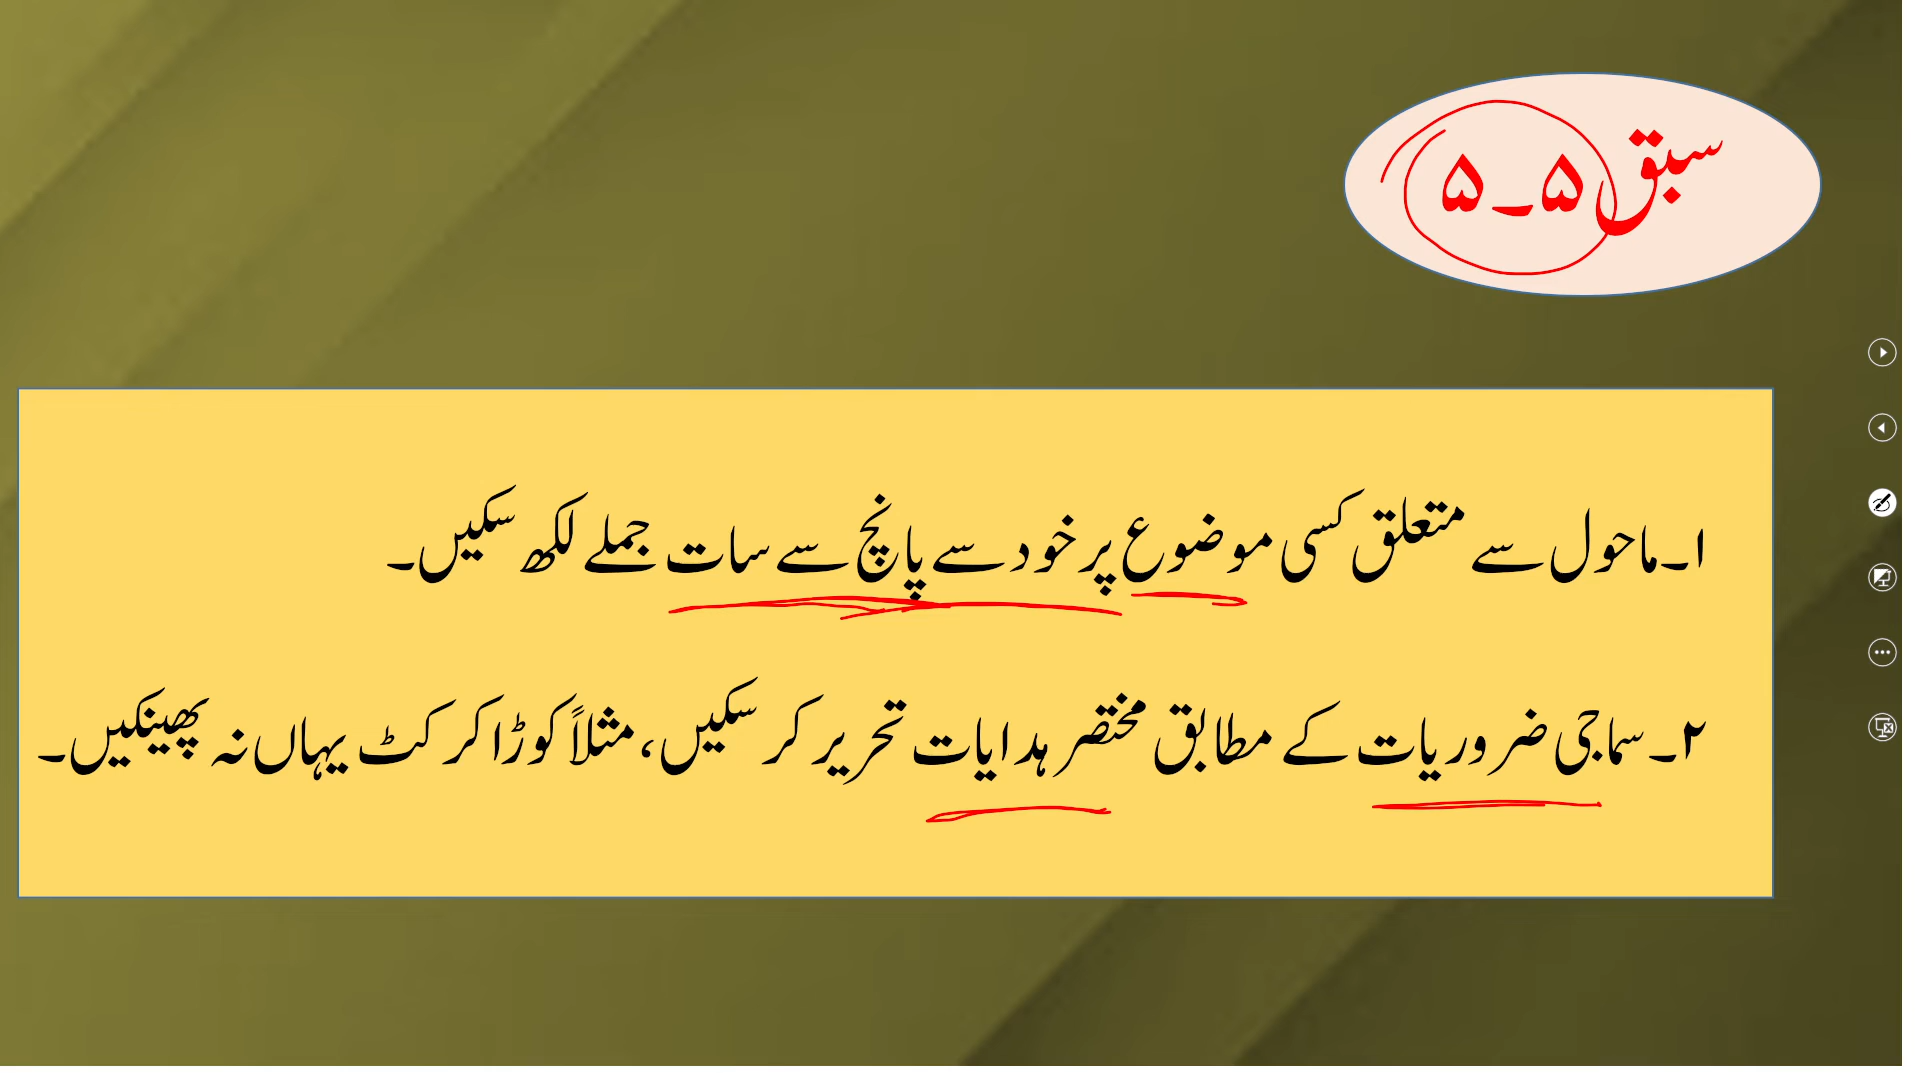 سبق ۵۔۵
۱۔ماحول سے متعلق کسی موضوع پر خود سے پانچ سے سات جملے لکھ سکیں۔
۲۔سماجی ضروریات کے مطابق مختصر ہدایات تحریر کر سکیں، مثلاً کوڑا کرکٹ یہاں نہ پھینکیں۔